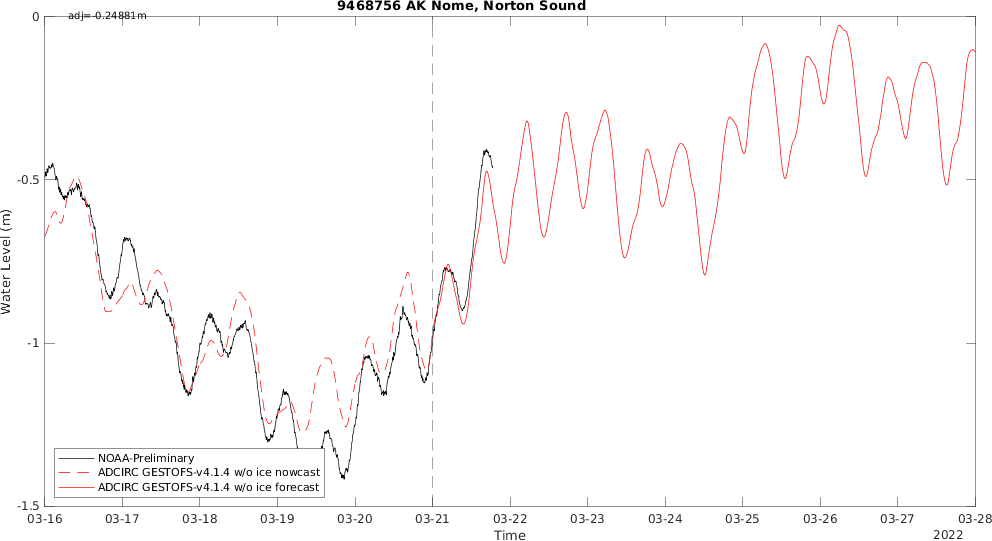 9468756 AK Nome, Norton Sound
adj=-0.24881m
0
-0.5
-1
-1.5
Water Level (m)
NOAA-Preliminary
ADCIRC GESTOFS-v4.1.4 w/o ice nowcast
ADCIRC GESTOFS-v4.1.4 w/o ice forecast
03-16 03-17 03-18 03-19 03-20 03-21 03-22 03-23 03-24 03-25 03-26 03-27 03-28
Time
2022